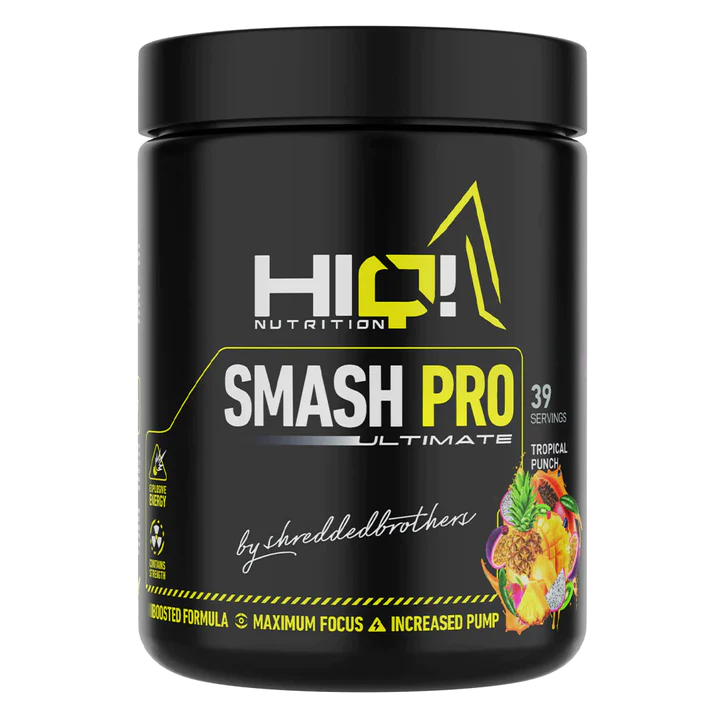 HIQ!
NUTRITION
SMASH PRO
ULTIMATE
39
SERVINGS
TROPICAL
PUNCH
EXPLOSIVE
ENERGY
by shreddedbrothers
CONTAINS
STRENGTH
BOOSTED FORMULA MAXIMUM FOCUS INCREASED PUMP